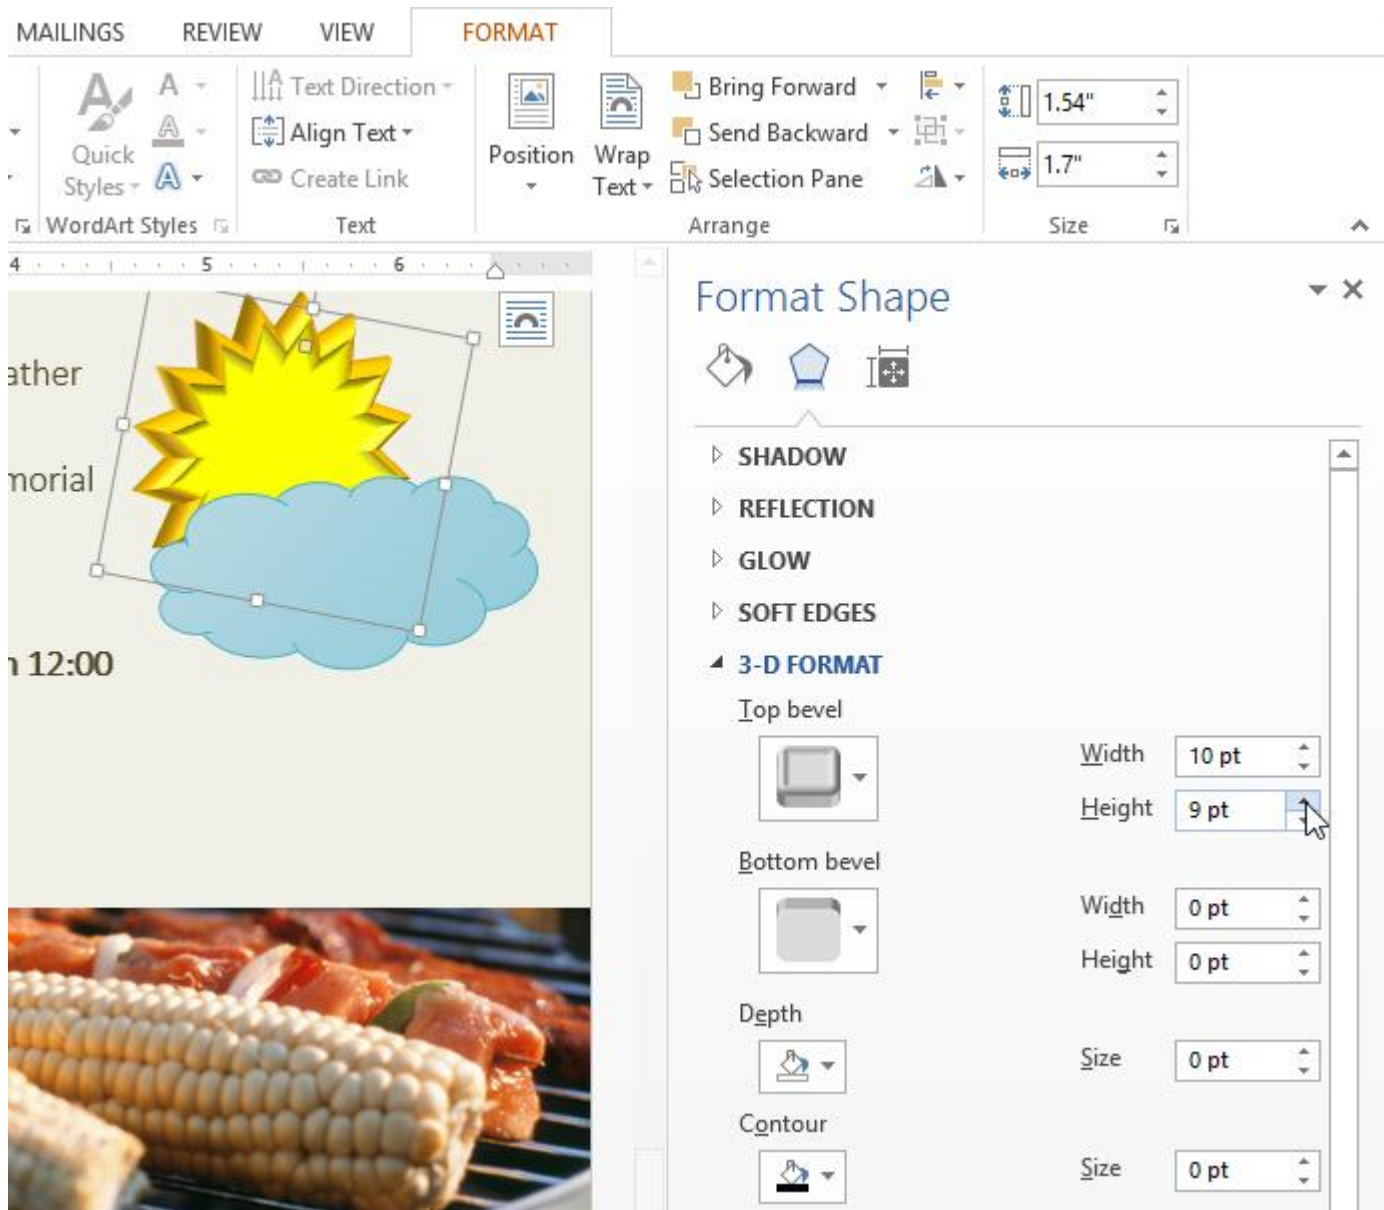 MAILINGS REVIEW VIEW FORMAT
A A Text Direction 1.54"
Bring Forward
Quick Styles A Align Text Position Wrap Text Send Backward
A Create Link Selection Pane 1.7"
WordArt Styles Text Arrange Size
4 5 6
Format Shape
ather
morial
12:00
SHADOW
REFLECTION
GLOW
SOFT EDGES
3-D FORMAT
Top bevel
Width 10 pt
Height 9 pt
Bottom bevel
Width 0 pt
Height 0 pt
Depth
Size 0 pt
Contour
Size 0 pt